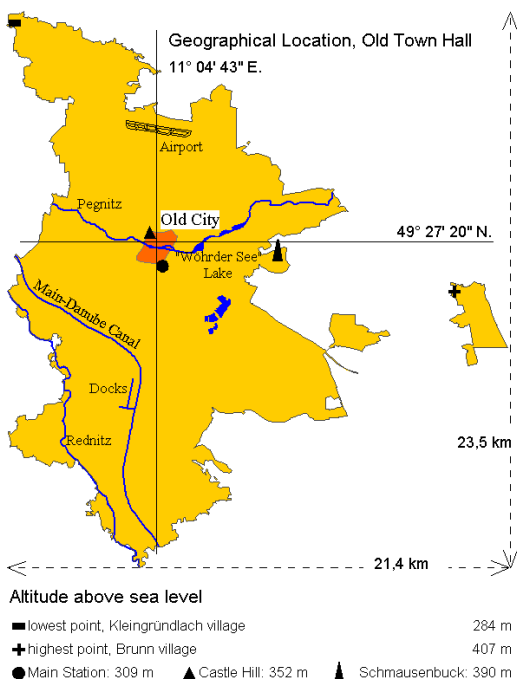 Geographical Location, Old Town Hall
11° 04' 43" E.
Airport
Pegnitz
Old City
49° 27' 20" N.
"Wöhrder See"
Lake
Main-Danube Canal
Docks
Rednitz
23,5 km
21,4 km
Altitude above sea level
lowest point, Kleingründlach village 284 m
highest point, Brunn village 407 m
Main Station: 309 m Castle Hill: 352 m Schmausenbuck: 390 m